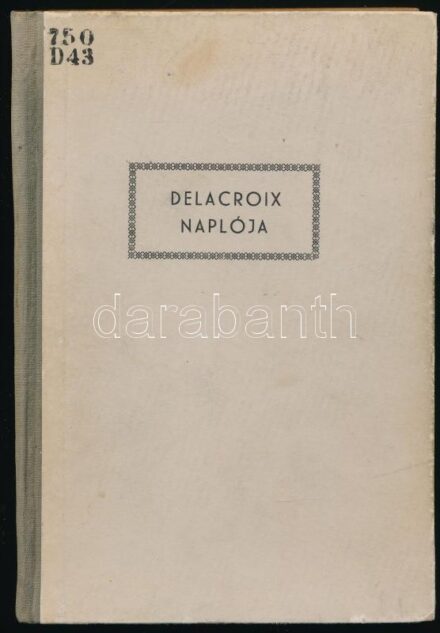 750
D43
DELACROIX
NAPLÓJA
darabanth